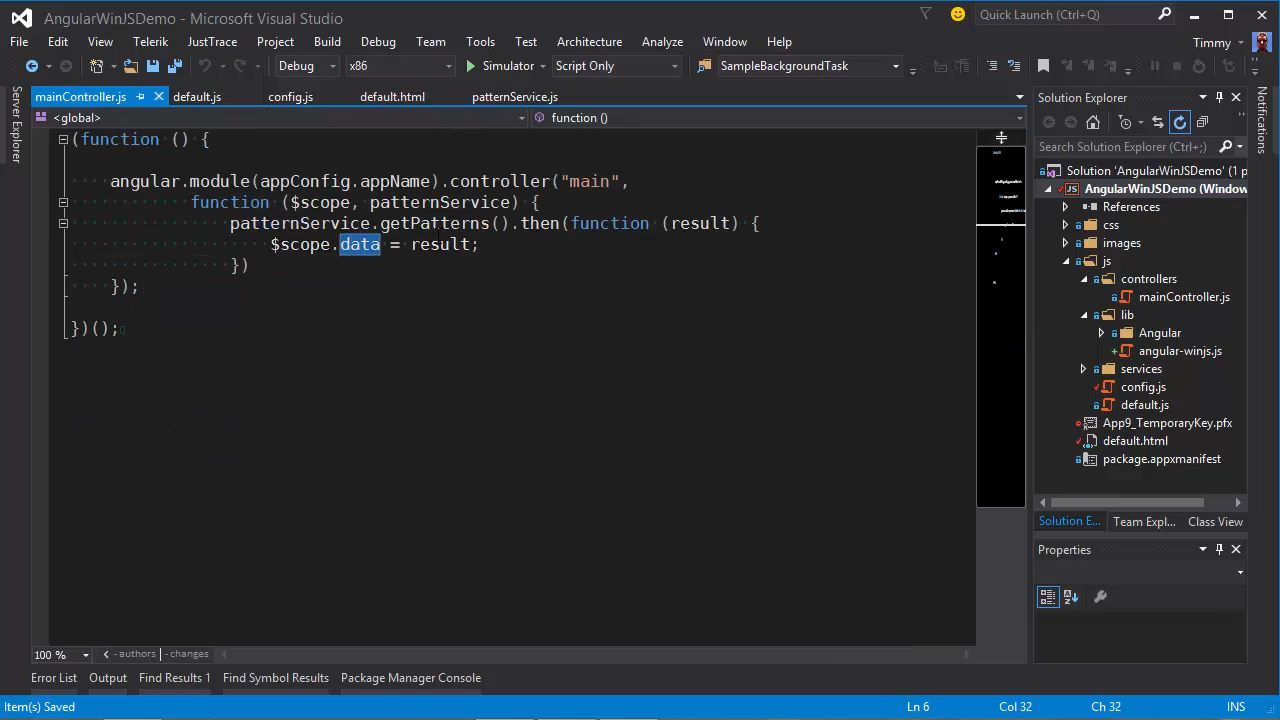 AngularWinJSDemo - Microsoft Visual Studio
Quick Launch (Ctrl+Q)
File Edit View Telerik JustTrace Project Build Debug Team Tools Test Architecture Analyze Window Help
Timmy
Debug x86 Simulator Script Only SampleBackgroundTask
Server Explorer
mainController.js default.js config.js default.html patternService.js
<global> function ()
(function () {
angular.module(appConfig.appName).controller("main",
function ($scope, patternService) {
patternService.getPatterns().then(function (result) {
$scope.data = result;
})
});
})();
100 %
-authors -changes
Solution Explorer
Search Solution Explorer (Ctrl+;)
Solution 'AngularWinJSDemo' (1 p
AngularWinJSDemo (Window
References
css
images
js
controllers
mainController.js
lib
Angular
angular-winjs.js
services
config.js
default.js
App9_TemporaryKey.pfx
default.html
package.appxmanifest
Solution E... Team Expl... Class View
Properties
Notifications
Error List Output Find Results 1 Find Symbol Results Package Manager Console
Item(s) Saved Ln 6 Col 32 Ch 32 INS